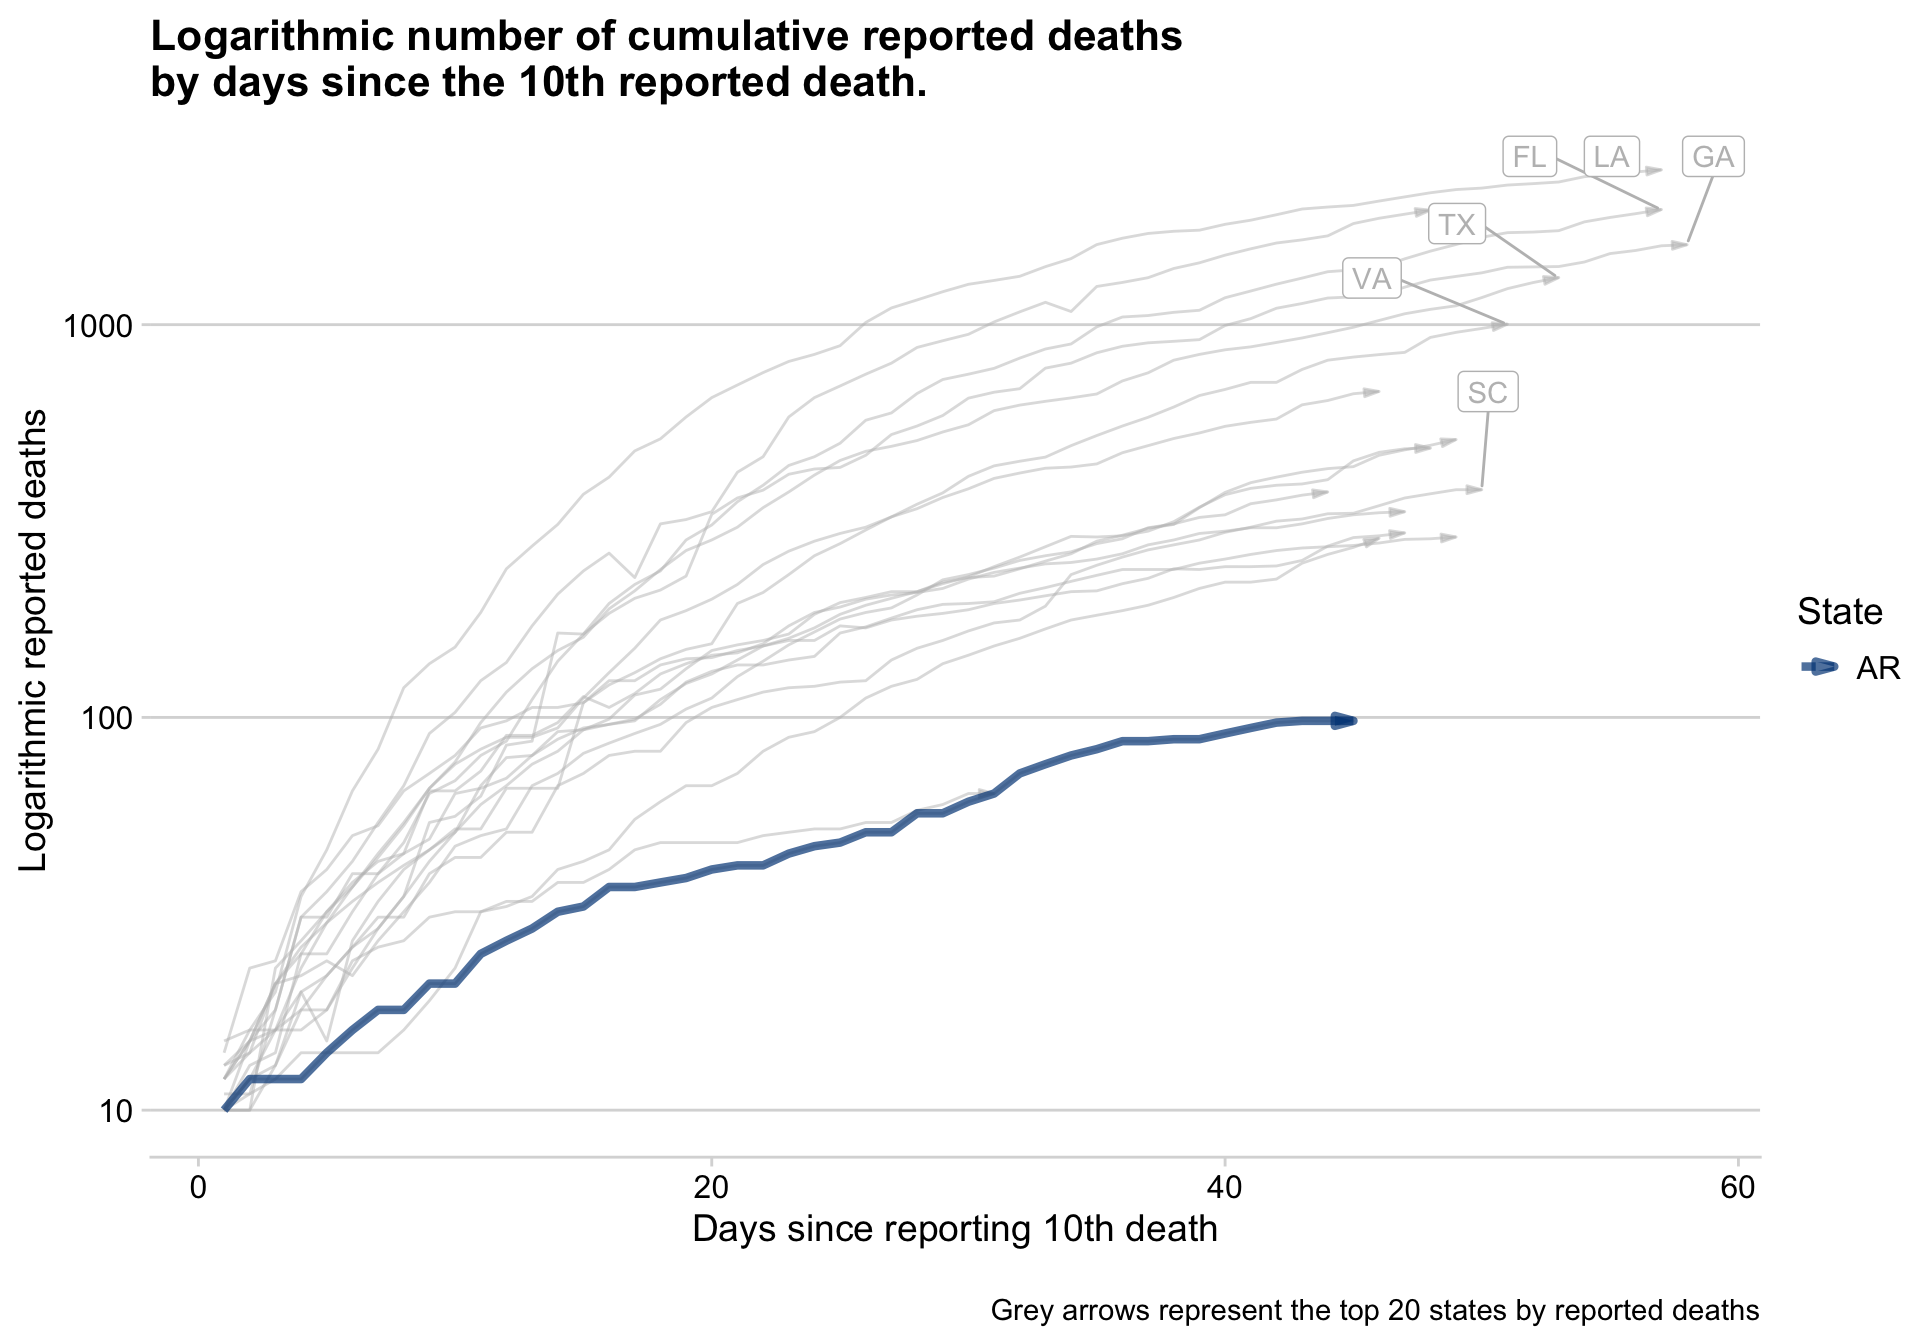 Logarithmic number of cumulative reported deaths
by days since the 10th reported death.
FL
LA
GA
TX
VA
SC
1000
100
10
Logarithmic reported deaths
State
AR
0
20
40
60
Days since reporting 10th death
Grey arrows represent the top 20 states by reported deaths